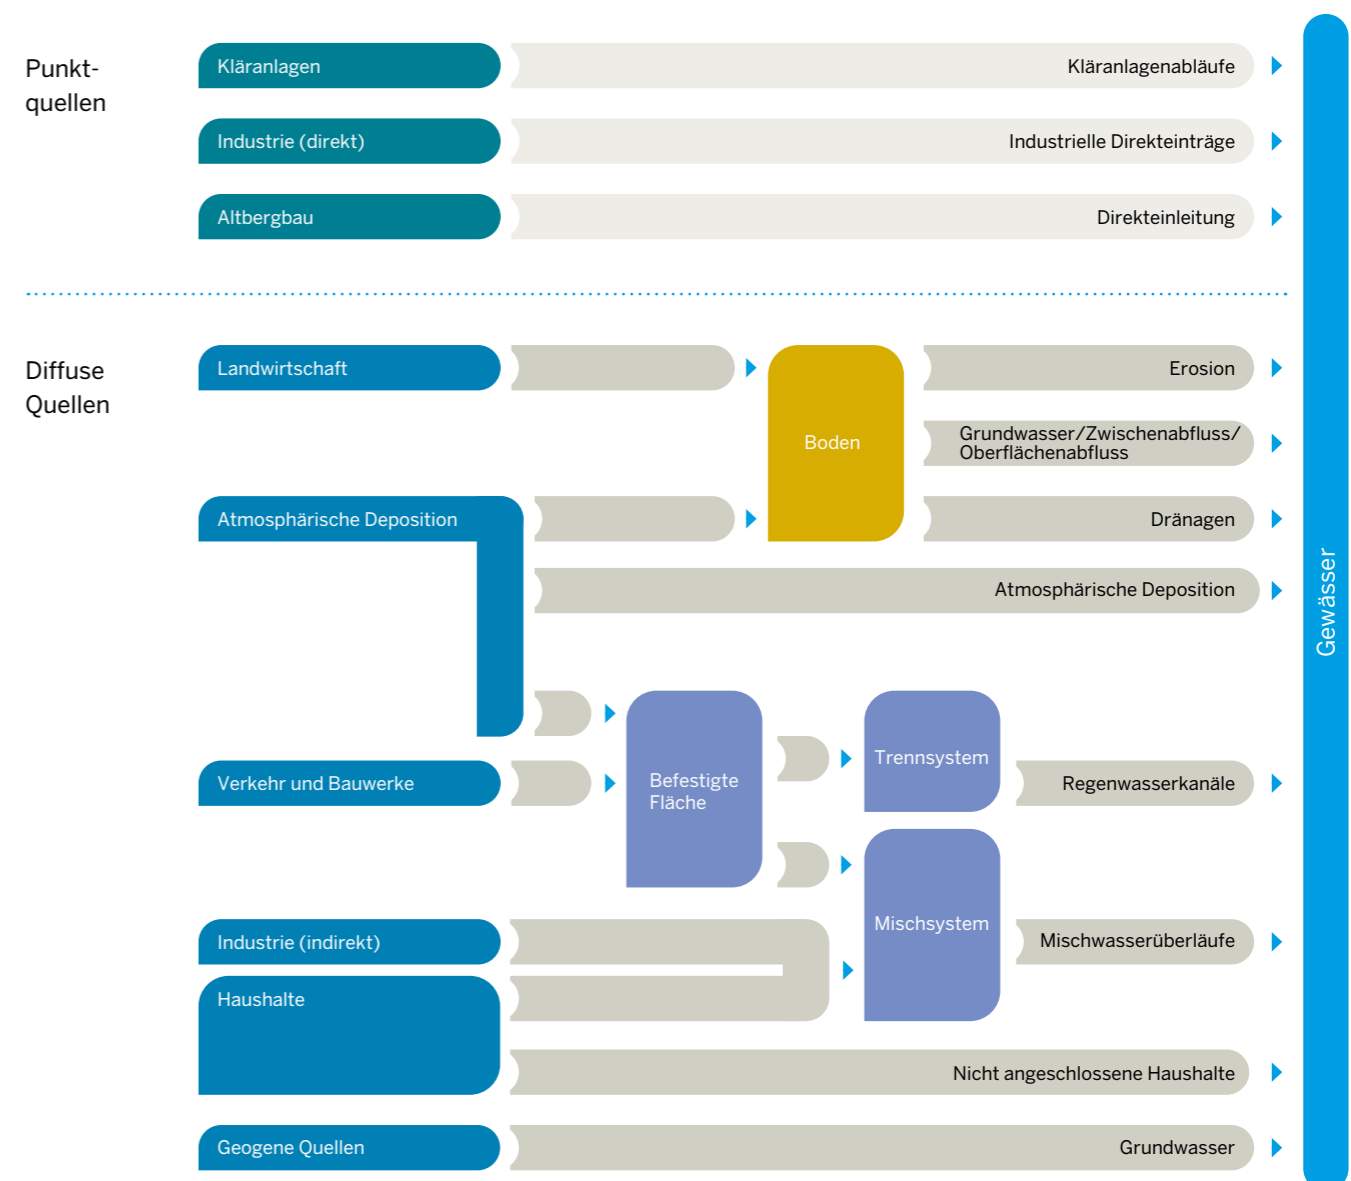 Punkt-
quellen
Kläranlagen
Kläranlagenabläufe
Industrie (direkt)
Industrielle Direkteinträge
Altbergbau
Direkteinleitung
Diffuse
Quellen
Landwirtschaft
Boden
Erosion
Grundwasser/Zwischenabfluss/
Oberflächenabfluss
Atmosphärische Deposition
Dränagen
Atmosphärische Deposition
Verkehr und Bauwerke
Befestigte
Fläche
Trennsystem
Regenwasserkanäle
Industrie (indirekt)
Mischsystem
Mischwasserüberläufe
Haushalte
Nicht angeschlossene Haushalte
Geogene Quellen
Grundwasser
Gewässer